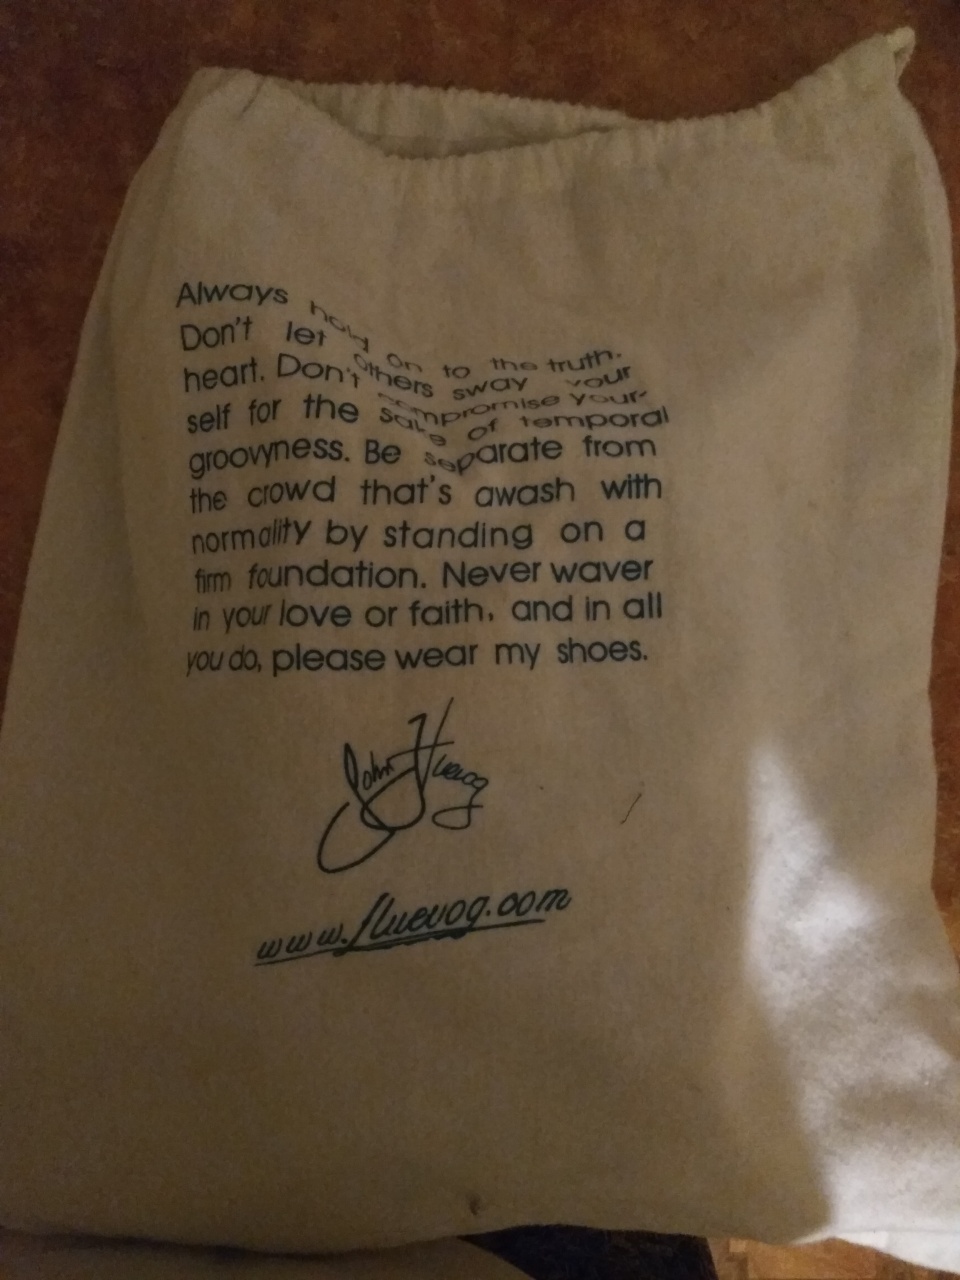 Always hold on to the truth.
Don't let others sway your
heart. Don't compromise your-
self for the sake of temporal
groovyness. Be separate from
the crowd that's awash with
normality by standing on a
firm foundation. Never waver
in your love or faith, and in all
you do, please wear my shoes.
John Fluevog
www.fluevog.com